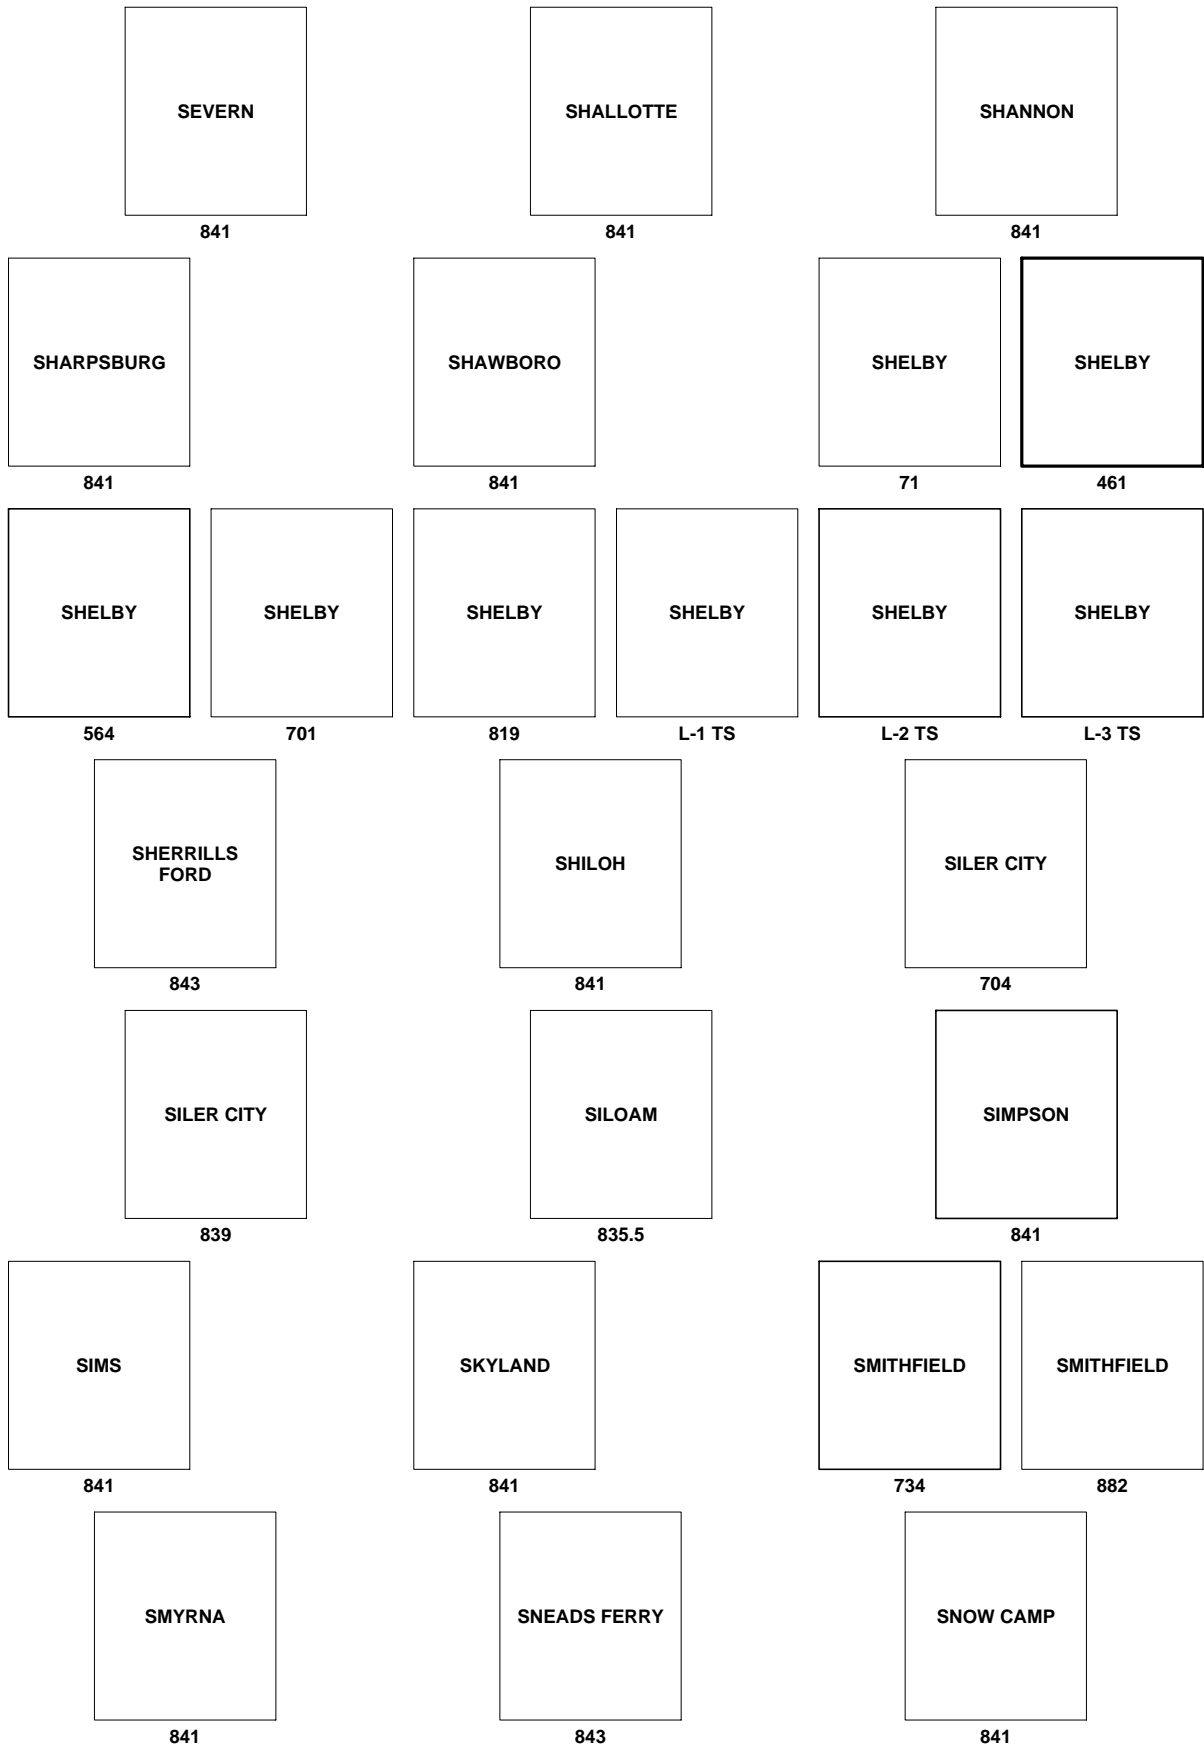 SEVERN
841
SHALLOTTE
841
SHANNON
841
SHARPSBURG
841
SHAWBORO
841
SHELBY
71
SHELBY
461
SHELBY
564
SHELBY
701
SHELBY
819
SHELBY
L-1 TS
SHELBY
L-2 TS
SHELBY
L-3 TS
SHERRILLS
FORD
843
SHILOH
841
SILER CITY
704
SILER CITY
839
SILOAM
835.5
SIMPSON
841
SIMS
841
SKYLAND
841
SMITHFIELD
734
SMITHFIELD
882
SMYRNA
841
SNEADS FERRY
843
SNOW CAMP
841